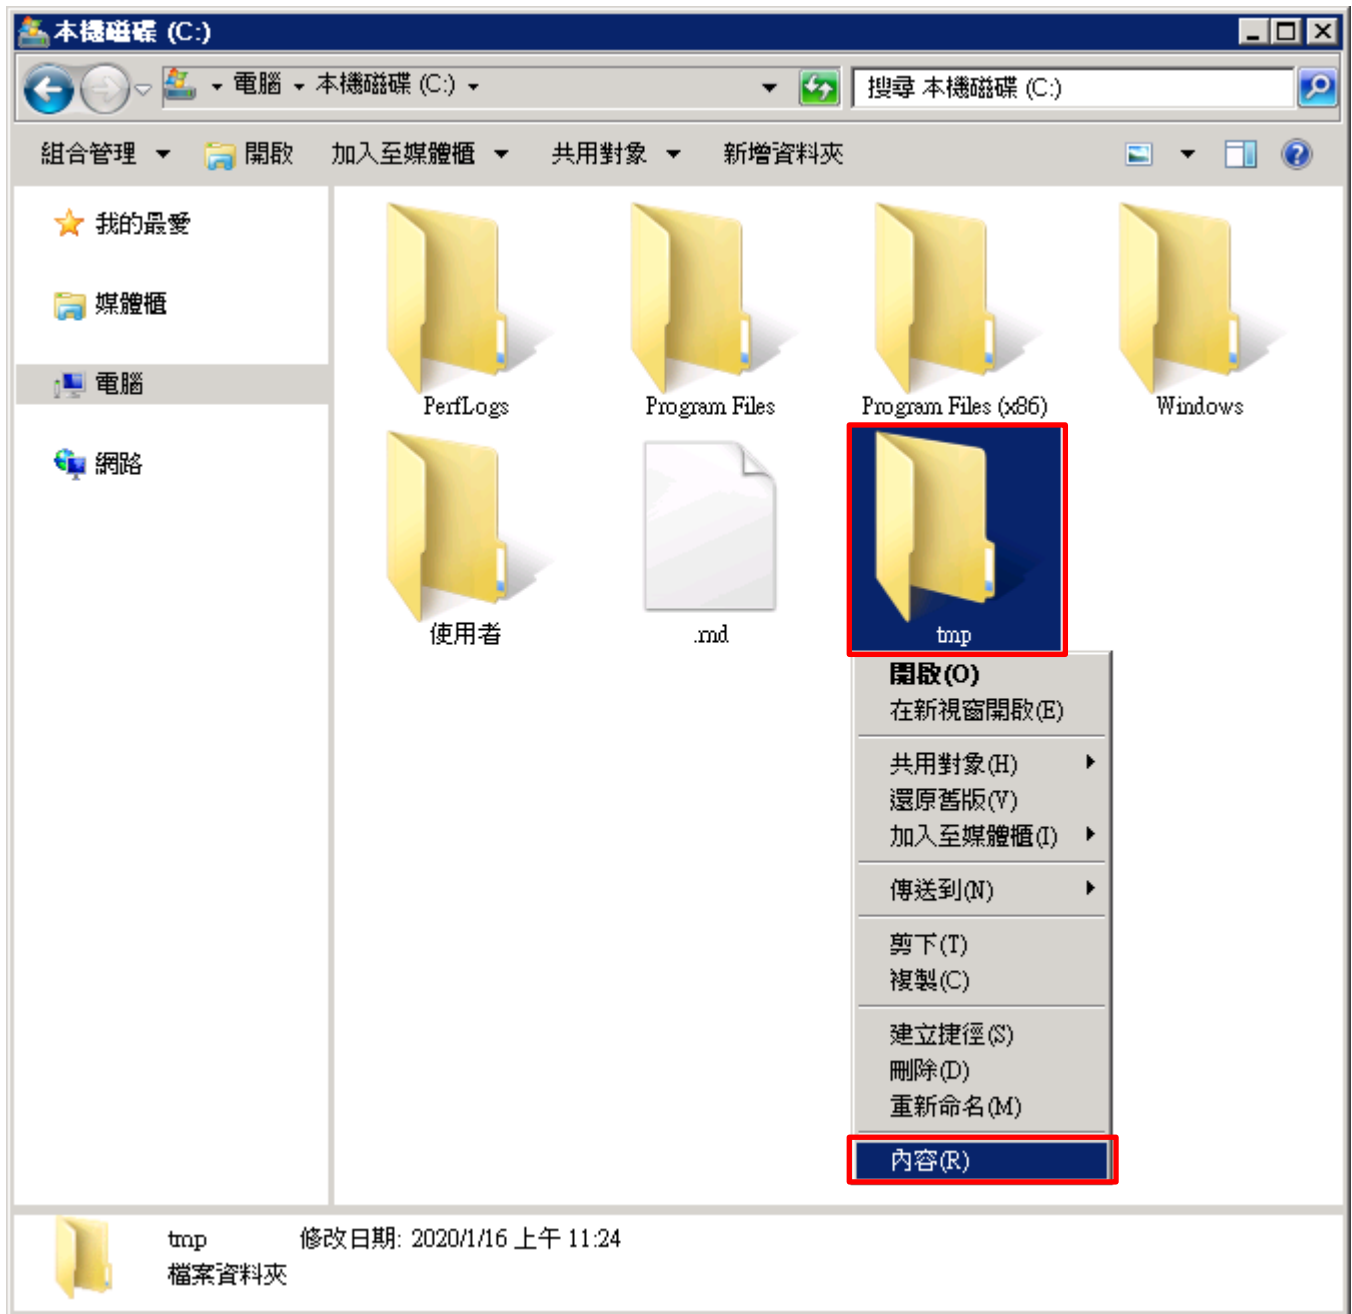 本機磁碟 (C:)
電腦 本機磁碟 (C:)
搜尋 本機磁碟 (C:)
組合管理 開啟 加入至媒體櫃 共用對象 新增資料夾
我的最愛
媒體櫃
電腦
網路
PerfLogs Program Files Program Files (x86) Windows
使用者 .rnd tmp
開啟(O)
在新視窗開啟(E)
共用對象(H)
還原舊版(V)
加入至媒體櫃(I)
傳送到(N)
剪下(T)
複製(C)
建立捷徑(S)
刪除(D)
重新命名(M)
內容(R)
tmp 修改日期: 2020/1/16 上午 11:24
檔案資料夾